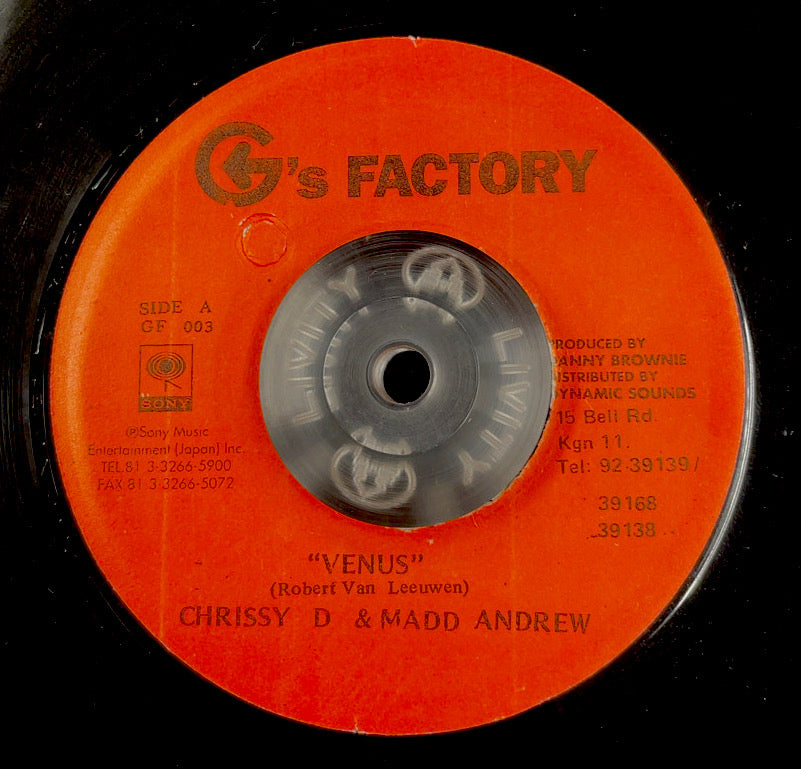 G's FACTORY
SIDE A
GF 003
SONY
℗Sony Music
Entertainment (Japan) Inc.
TEL.81 3-3266-5900
FAX.81 3-3266-5072
LIVITY
LIVITY
RODUCED BY
ANNY BROWNIE
ISTRIBUTED BY
YNAMIC SOUNDS
15 Bell Rd.
Kgn 11.
Tel: 92-39139/
39168
39138
"VENUS"
(Robert Van Leeuwen)
CHRISSY D & MADD ANDREW